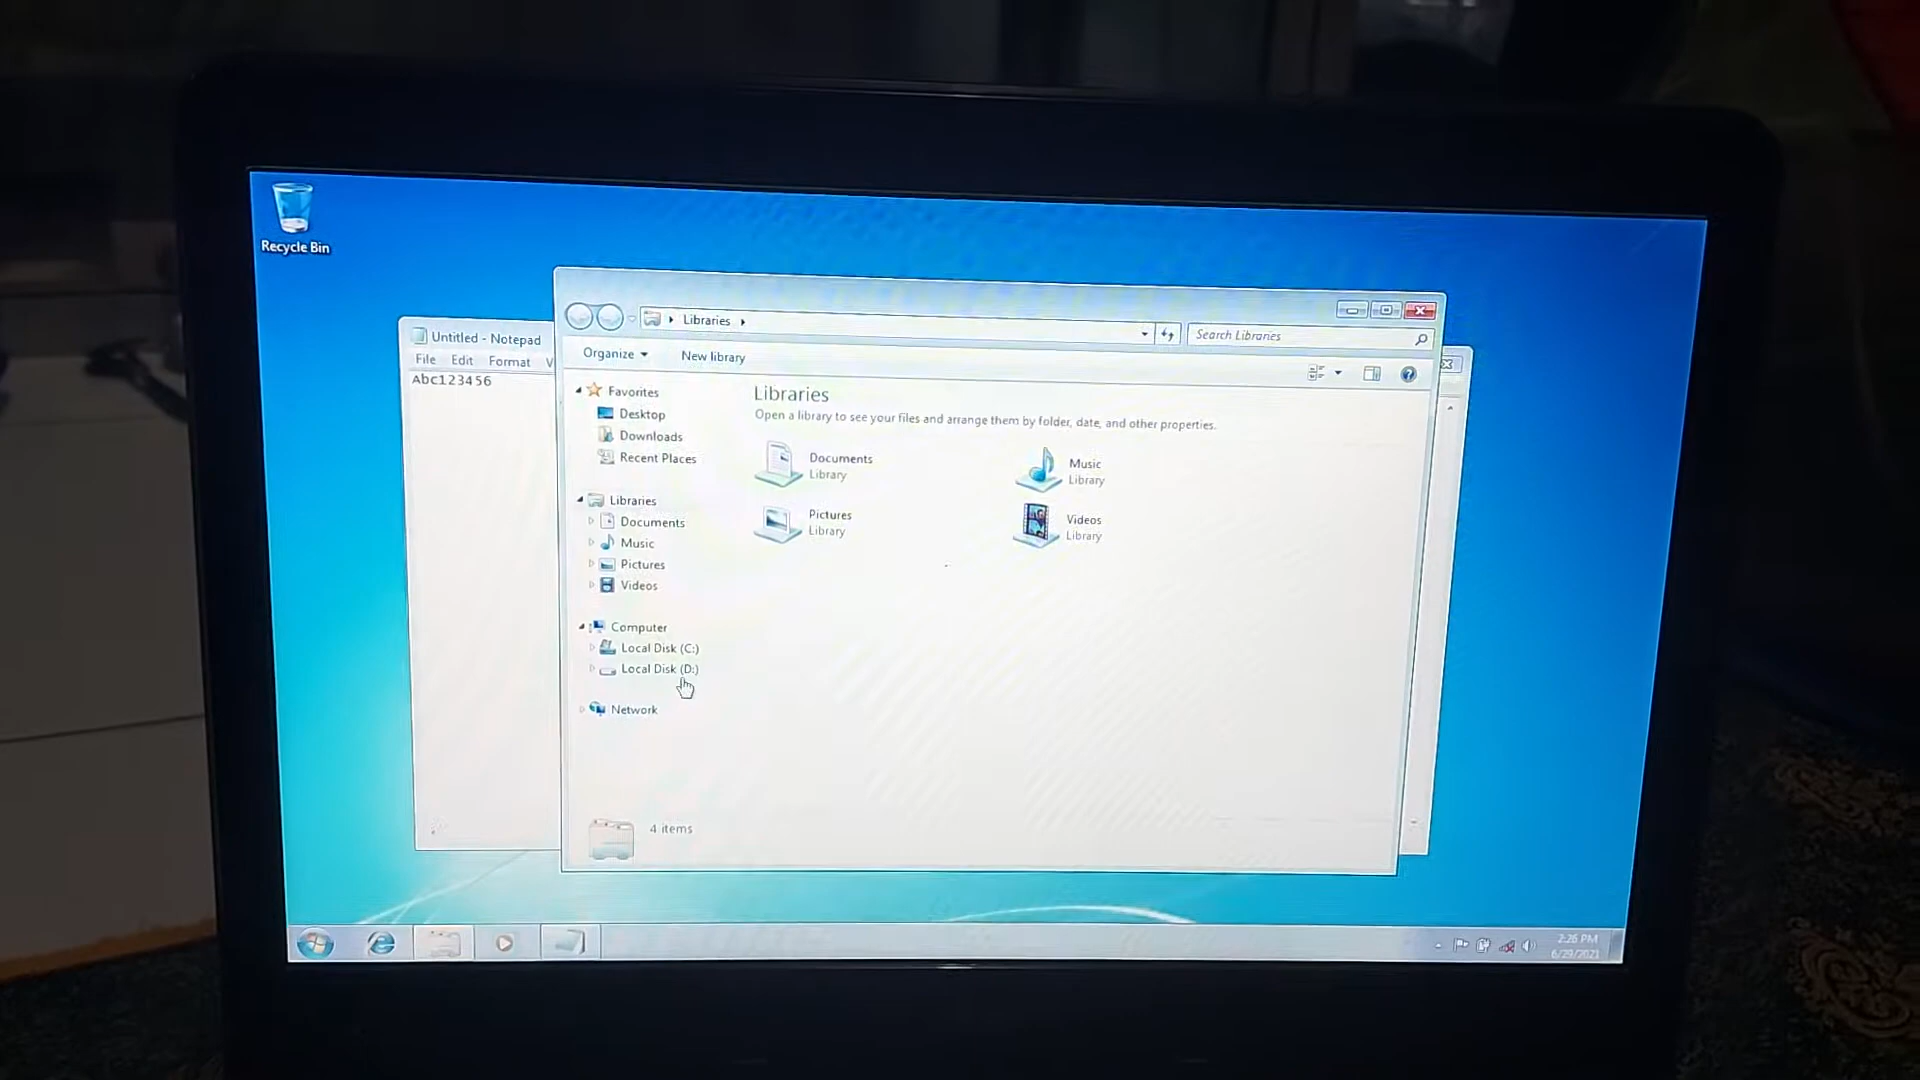 Recycle Bin
Untitled - Notepad
File Edit Format V
Abc123456
Libraries
Search Libraries
Organize
New library
Favorites
Desktop
Downloads
Recent Places
Libraries
Documents
Music
Pictures
Videos
Computer
Local Disk (C:)
Local Disk (D:)
Network
Libraries
Open a library to see your files and arrange them by folder, date, and other properties.
Documents
Library
Music
Library
Pictures
Library
Videos
Library
4 items
2:26 PM
6/29/2021